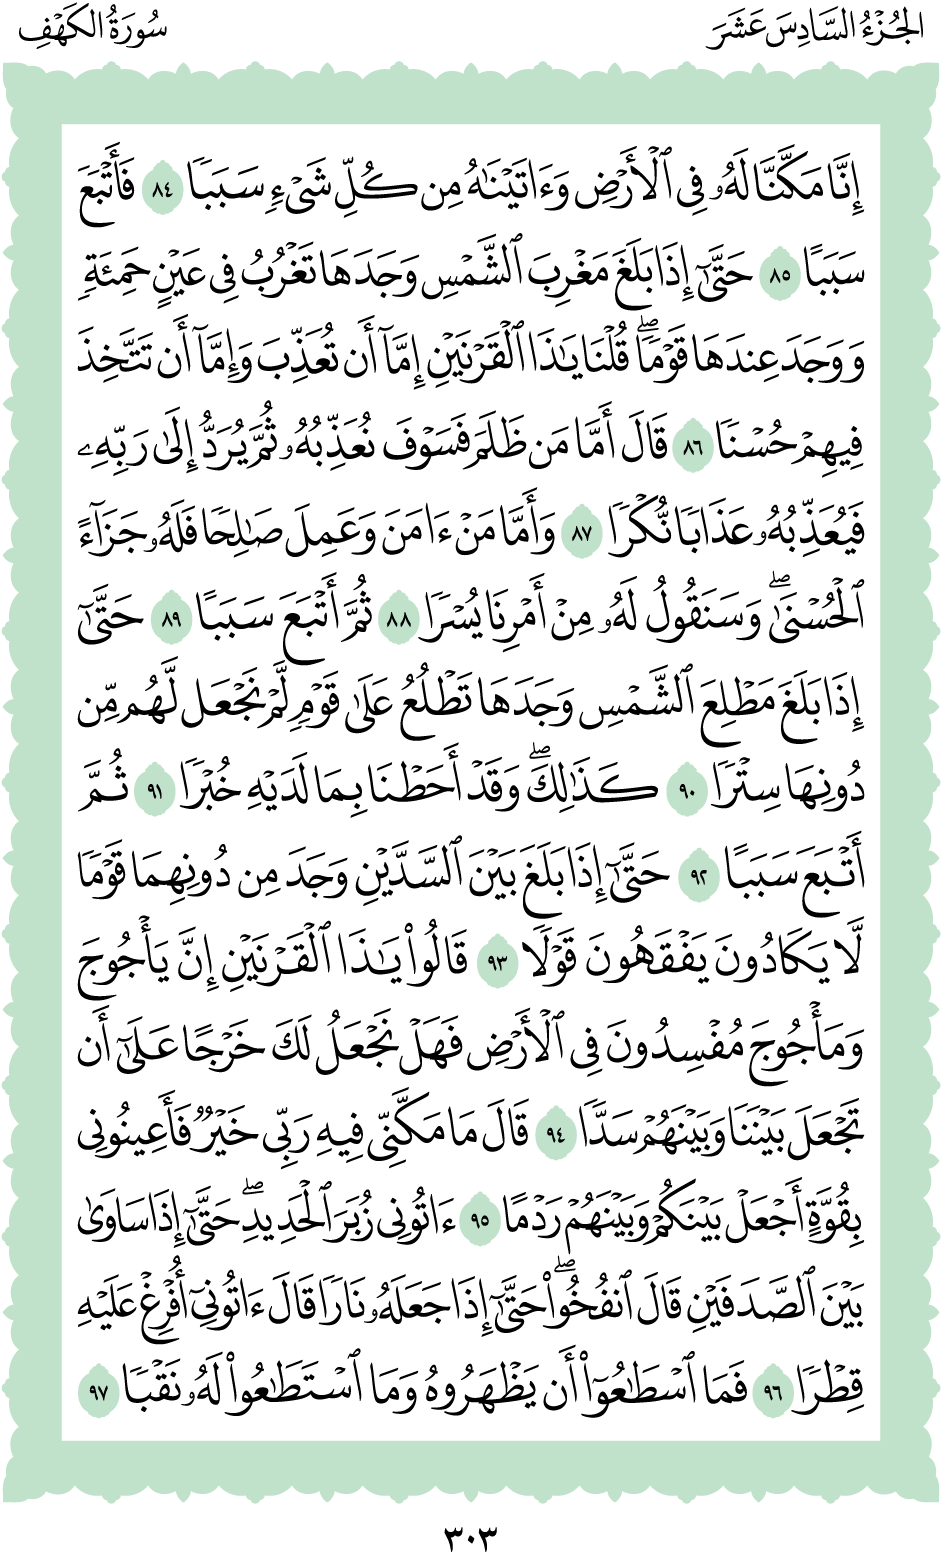 الجُزْءُ السَّادِسَ عَشَرَ
سُورَةُ الكَهْفِ
إِنَّا مَكَّنَّا لَهُۥ فِي ٱلۡأَرۡضِ وَءَاتَيۡنَٰهُ مِن كُلِّ شَيۡءٖ سَبَبٗا ٨٤ فَأَتۡبَعَ
سَبَبًا ٨٥ حَتَّىٰٓ إِذَا بَلَغَ مَغۡرِبَ ٱلشَّمۡسِ وَجَدَهَا تَغۡرُبُ فِي عَيۡنٍ حَمِئَةٖ
وَوَجَدَ عِندَهَا قَوۡمٗاۖ قُلۡنَا يَٰذَا ٱلۡقَرۡنَيۡنِ إِمَّآ أَن تُعَذِّبَ وَإِمَّآ أَن تَتَّخِذَ
فِيهِمۡ حُسۡنٗا ٨٦ قَالَ أَمَّا مَن ظَلَمَ فَسَوۡفَ نُعَذِّبُهُۥ ثُمَّ يُرَدُّ إِلَىٰ رَبِّهِۦ
فَيُعَذِّبُهُۥ عَذَابٗا نُّكۡرٗا ٨٧ وَأَمَّا مَنۡ ءَامَنَ وَعَمِلَ صَٰلِحٗا فَلَهُۥ جَزَآءً
ٱلۡحُسۡنَىٰۖ وَسَنَقُولُ لَهُۥ مِنۡ أَمۡرِنَا يُسۡرٗا ٨٨ ثُمَّ أَتۡبَعَ سَبَبًا ٨٩ حَتَّىٰٓ
إِذَا بَلَغَ مَطۡلِعَ ٱلشَّمۡسِ وَجَدَهَا تَطۡلُعُ عَلَىٰ قَوۡمٖ لَّمۡ نَجۡعَل لَّهُم مِّن
دُونِهَا سِتۡرٗا ٩٠ كَذَٰلِكَۖ وَقَدۡ أَحَطۡنَا بِمَا لَدَيۡهِ خُبۡرٗا ٩١ ثُمَّ
أَتۡبَعَ سَبَبًا ٩٢ حَتَّىٰٓ إِذَا بَلَغَ بَيۡنَ ٱلسَّدَّيۡنِ وَجَدَ مِن دُونِهِمَا قَوۡمٗا
لَّا يَكَادُونَ يَفۡقَهُونَ قَوۡلٗا ٩٣ قَالُواْ يَٰذَا ٱلۡقَرۡنَيۡنِ إِنَّ يَأۡجُوجَ
وَمَأۡجُوجَ مُفۡسِدُونَ فِي ٱلۡأَرۡضِ فَهَلۡ نَجۡعَلُ لَكَ خَرۡجًا عَلَىٰٓ أَن
تَجۡعَلَ بَيۡنَنَا وَبَيۡنَهُمۡ سَدّٗا ٩٤ قَالَ مَا مَكَّنِّي فِيهِ رَبِّي خَيۡرٞ فَأَعِينُونِي
بِقُوَّةٍ أَجۡعَلۡ بَيۡنَكُمۡ وَبَيۡنَهُمۡ رَدۡمًا ٩٥ ءَاتُونِي زُبَرَ ٱلۡحَدِيدِۖ حَتَّىٰٓ إِذَا سَاوَىٰ
بَيۡنَ ٱلصَّدَفَيۡنِ قَالَ ٱنفُخُواْۖ حَتَّىٰٓ إِذَا جَعَلَهُۥ نَارٗا قَالَ ءَاتُونِيٓ أُفۡرِغۡ عَلَيۡهِ
قِطۡرٗا ٩٦ فَمَا ٱسۡطَٰعُوٓاْ أَن يَظۡهَرُوهُ وَمَا ٱسۡتَطَٰعُواْ لَهُۥ نَقۡبٗا ٩٧
٣٠٣